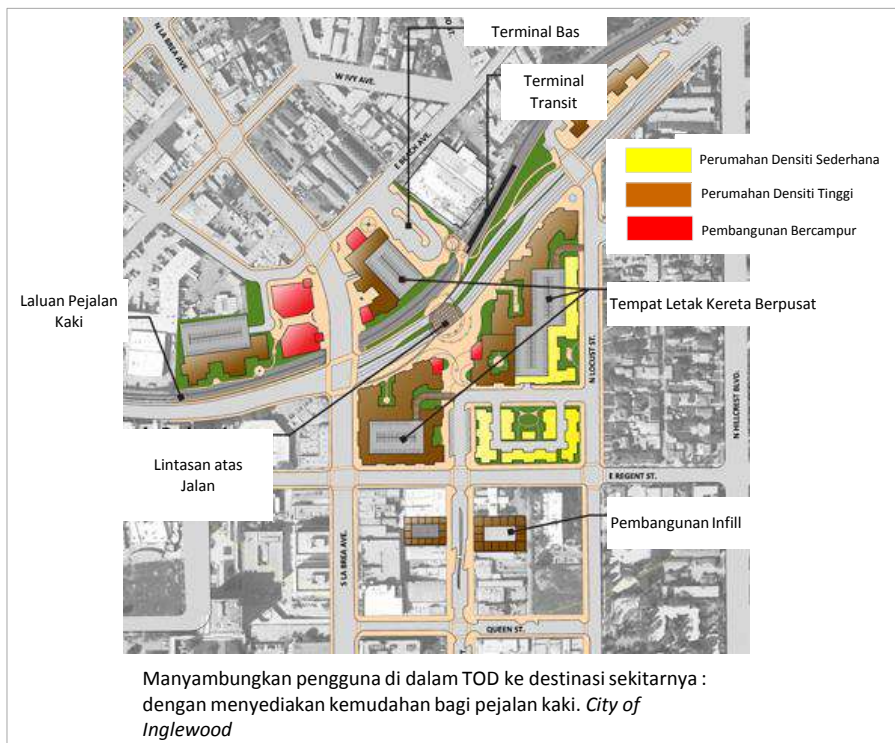 Terminal Bas
Terminal
Transit
N LA BREA AVE.
W IVY AVE.
E BEACH AVE.
Perumahan Densiti Sederhana
Perumahan Densiti Tinggi
Pembangunan Bercampur
Laluan Pejalan
Kaki
Tempat Letak Kereta Berpusat
N LOCUST ST.
N HILLCREST BLVD.
Lintasan atas
Jalan
E REGENT ST.
Pembangunan Infill
S LA BREA AVE.
QUEEN ST.
Manyambungkan pengguna di dalam TOD ke destinasi sekitarnya :
dengan menyediakan kemudahan bagi pejalan kaki. City of
Inglewood